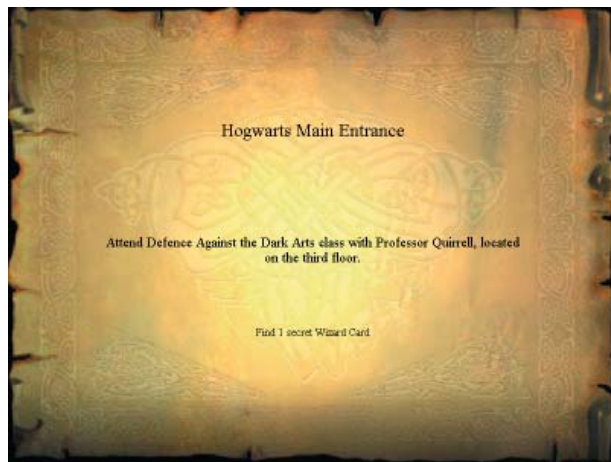 Hogwarts Main Entrance
Attend Defence Against the Dark Arts class with Professor Quirrell, located
on the third floor.
Find 1 secret Wizard Card